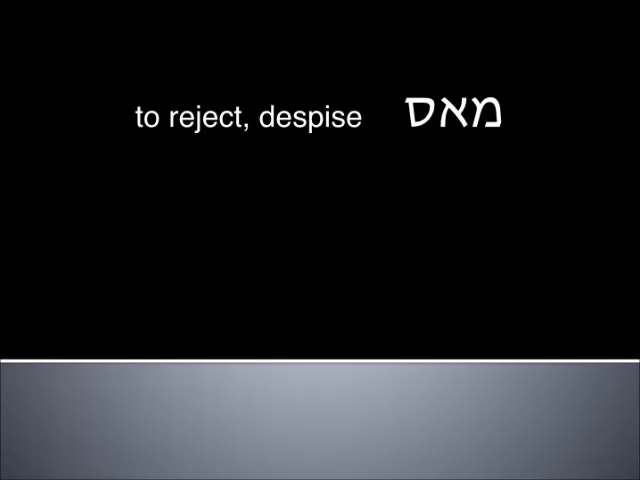 to reject, despise מאס